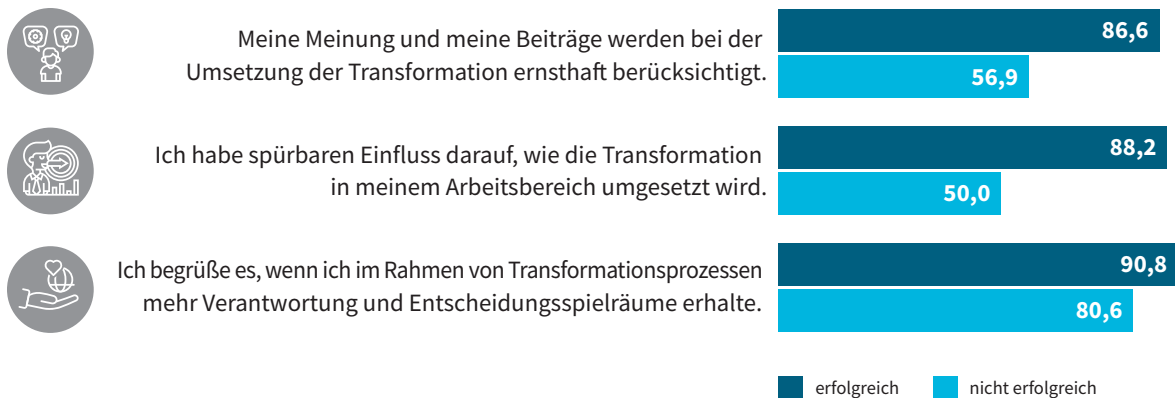 Meine Meinung und meine Beiträge werden bei der
Umsetzung der Transformation ernsthaft berücksichtigt.
86,6
56,9
Ich habe spürbaren Einfluss darauf, wie die Transformation
in meinem Arbeitsbereich umgesetzt wird.
88,2
50,0
Ich begrüße es, wenn ich im Rahmen von Transformationsprozessen
mehr Verantwortung und Entscheidungsspielräume erhalte.
90,8
80,6
erfolgreich
nicht erfolgreich